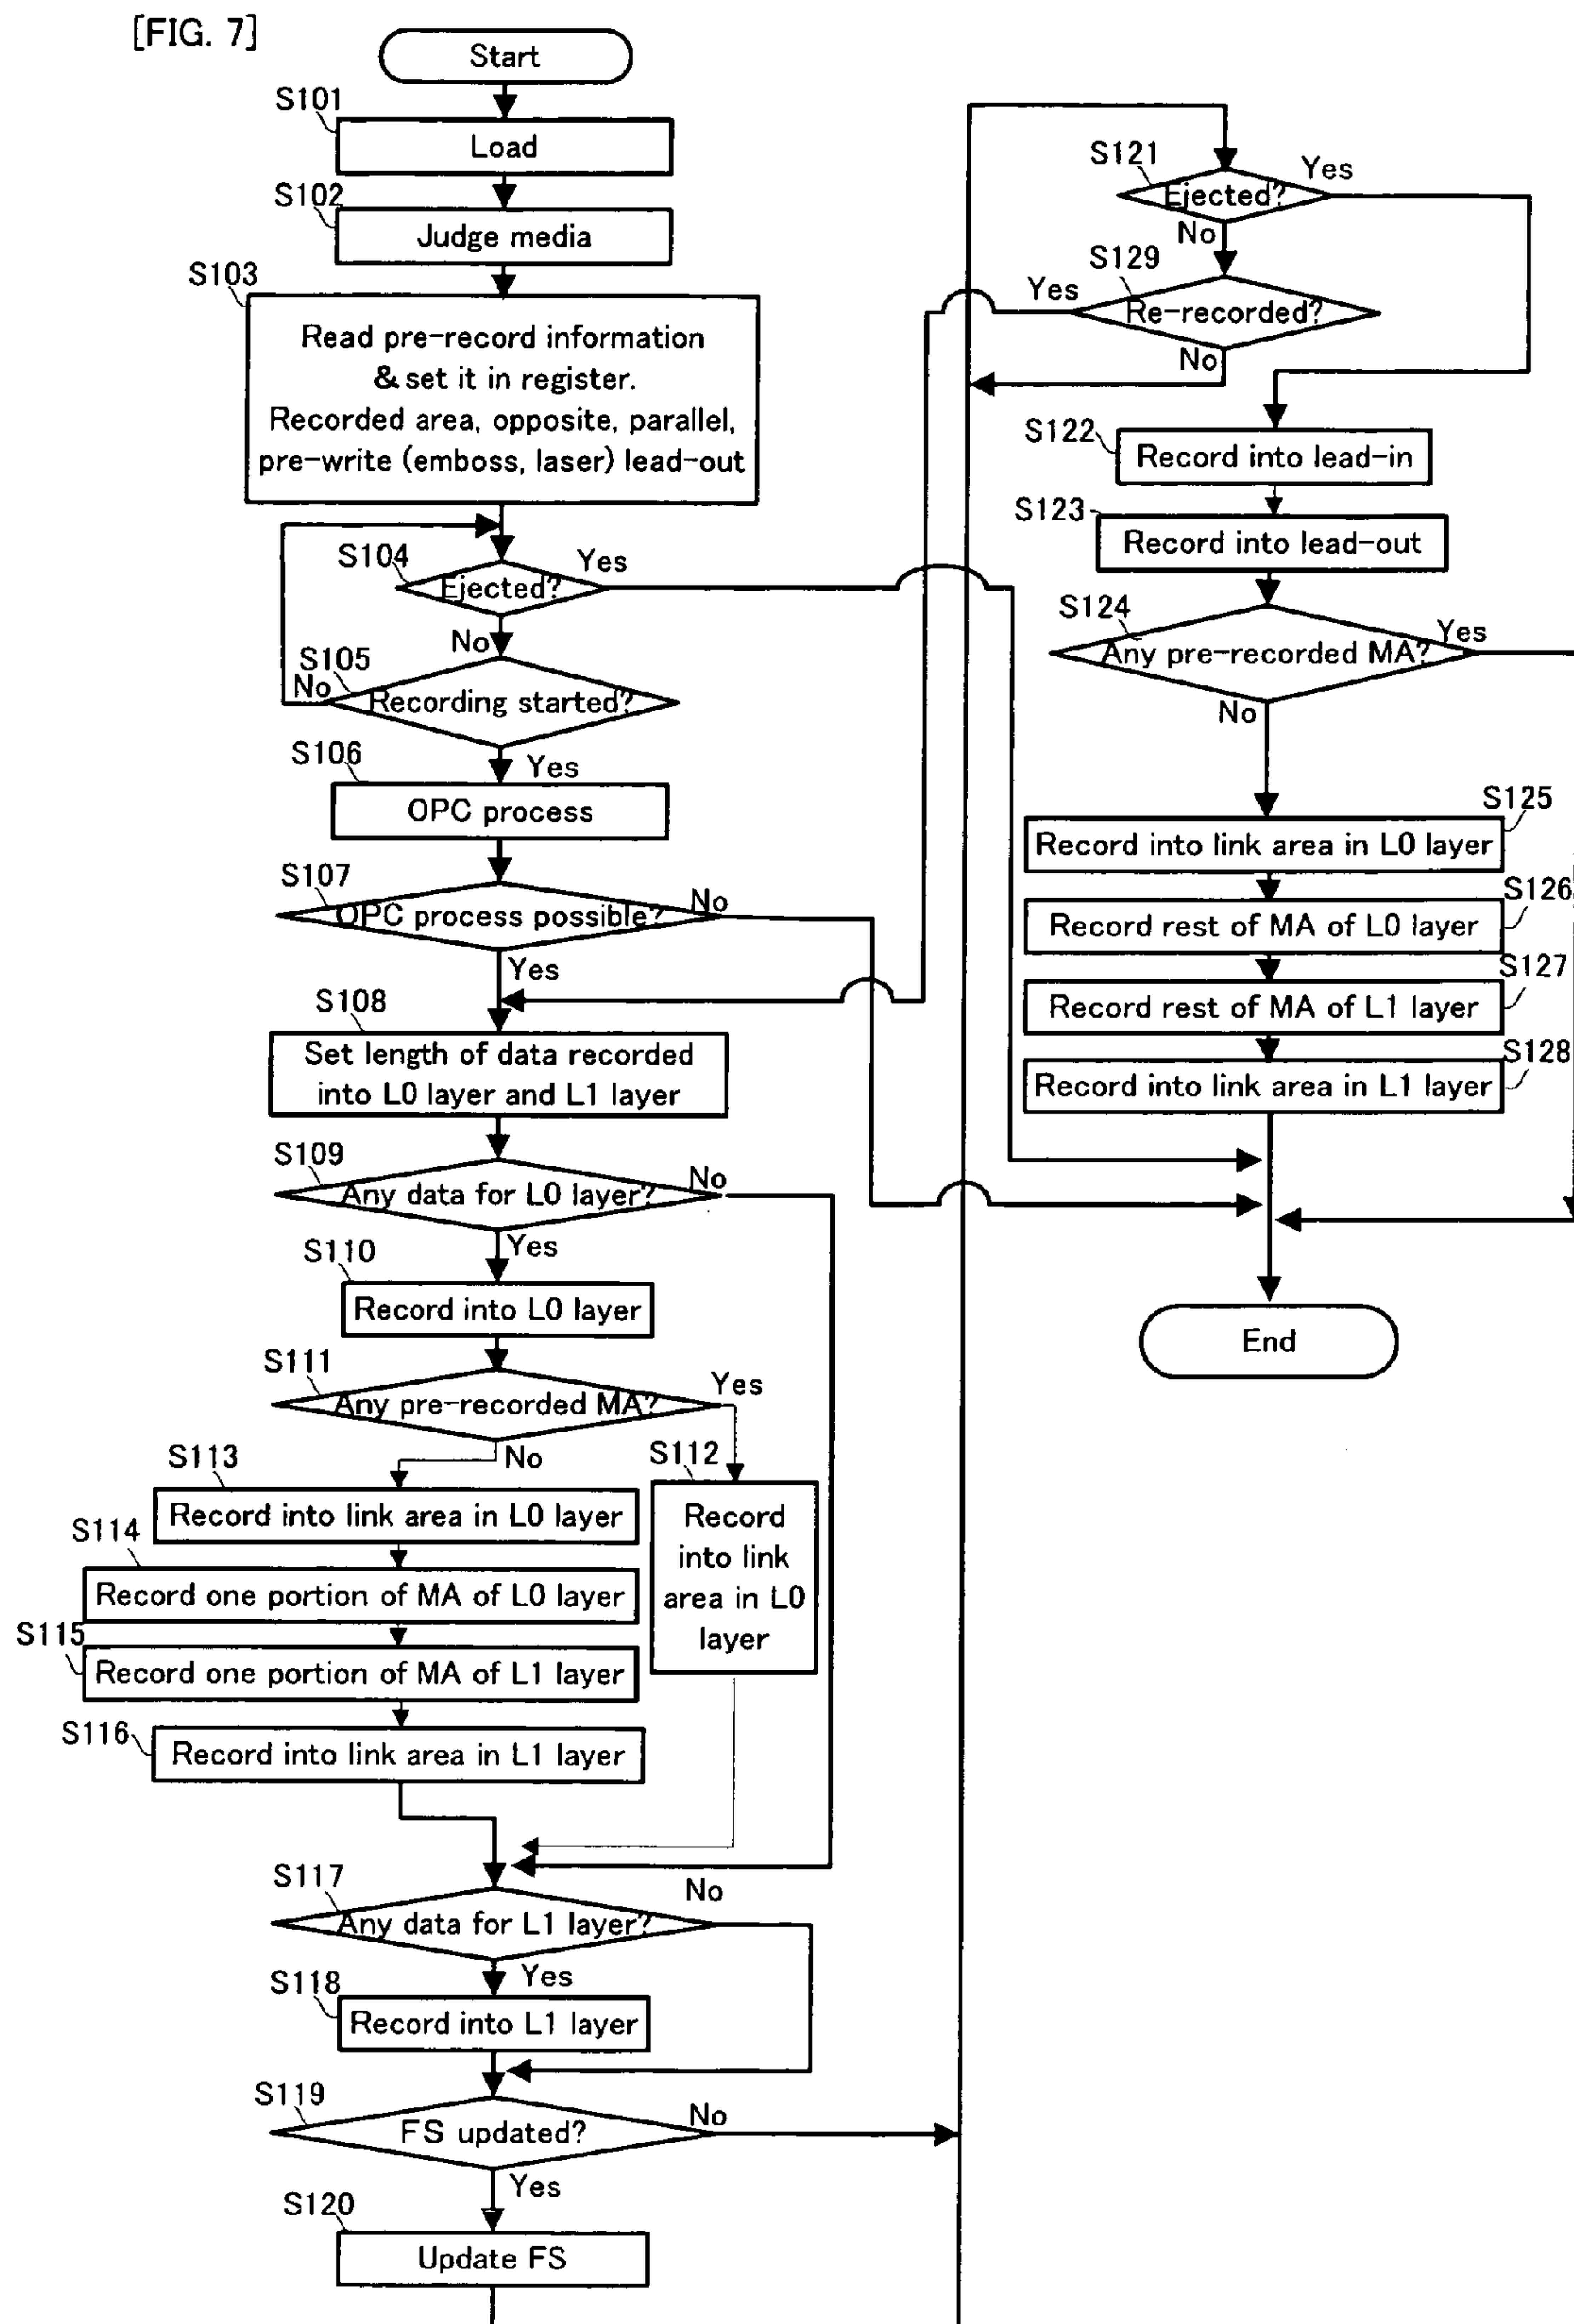 [FIG. 7]
Start
S101
Load
S102
Judge media
S103
Read pre-record information
& set it in register.
Recorded area, opposite, parallel,
pre-write (emboss, laser) lead-out
S104
Ejected?
Yes
No
S105
No
Recording started?
S106
Yes
OPC process
S107
OPC process possible?
No
Yes
S108
Set length of data recorded
into L0 layer and L1 layer
S109
Any data for L0 layer?
No
Yes
S110
Record into L0 layer
S111
Any pre-recorded MA?
Yes
No
S113
Record into link area in L0 layer
S114
Record one portion of MA of L0 layer
S115
Record one portion of MA of L1 layer
S116
Record into link area in L1 layer
S112
Record
into link
area in L0
layer
S117
Any data for L1 layer?
No
Yes
S118
Record into L1 layer
S119
FS updated?
No
Yes
S120
Update FS
S121
Ejected?
Yes
No
S129
Re-recorded?
Yes
No
S122
Record into lead-in
S123
Record into lead-out
S124
Any pre-recorded MA?
Yes
No
S125
Record into link area in L0 layer
S126
Record rest of MA of L0 layer
S127
Record rest of MA of L1 layer
S128
Record into link area in L1 layer
End